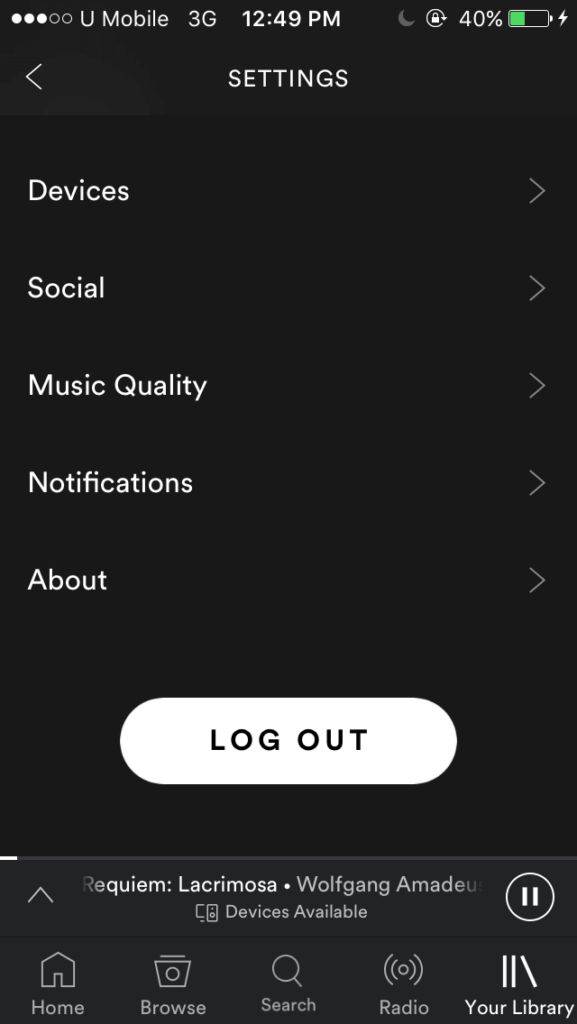 U Mobile 3G 12:49 PM 40%
SETTINGS
Devices
Social
Music Quality
Notifications
About
LOG OUT
Requiem: Lacrimosa • Wolfgang Amadeus
Devices Available
Home Browse Search Radio Your Library